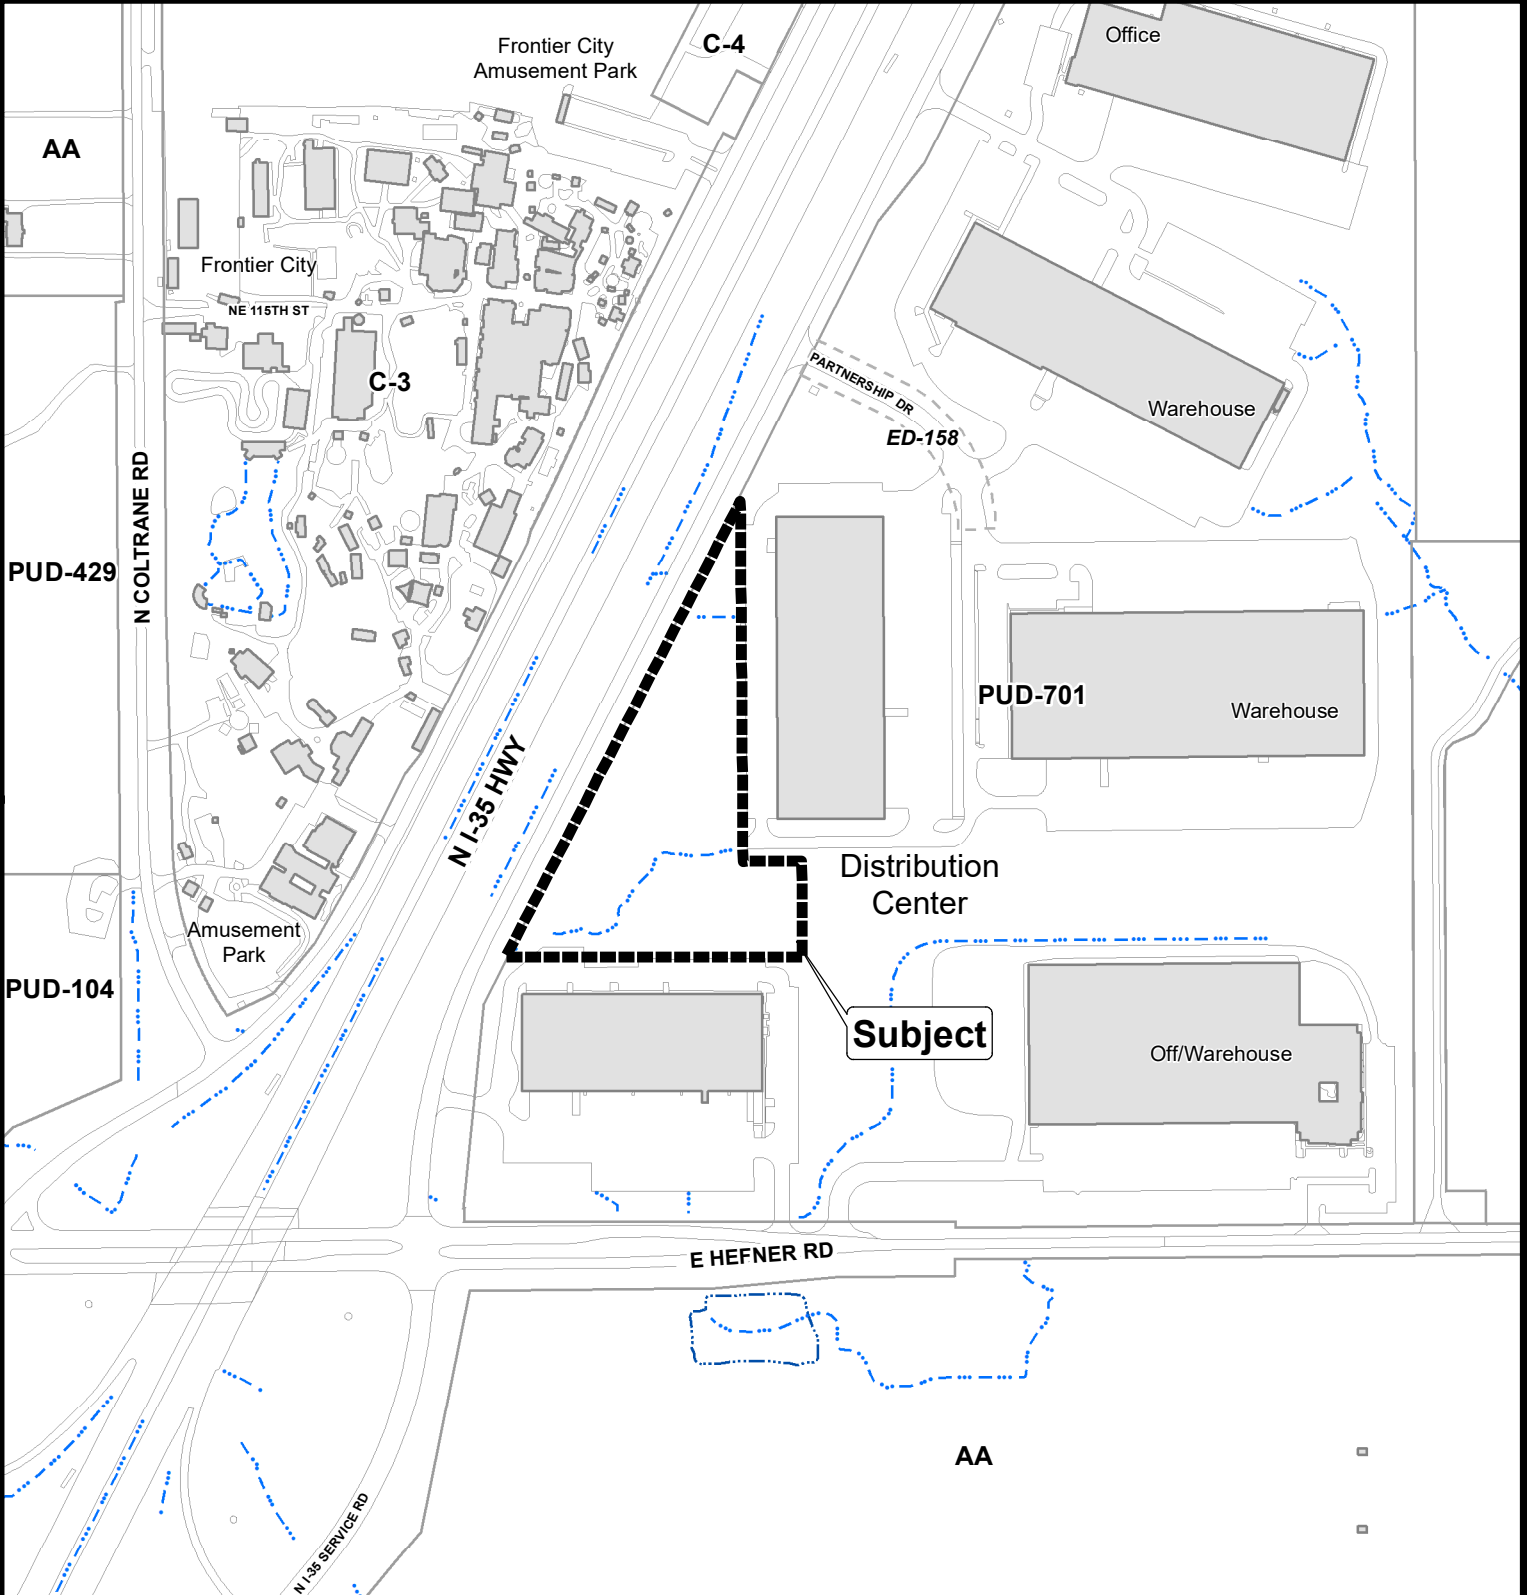 Office
Frontier City
Amusement Park
C-4
AA
Frontier City
NE 115TH ST
C-3
PARTNERSHIP DR
ED-158
Warehouse
N COLTRANE RD
PUD-429
PUD-701
Warehouse
N I-35 HWY
Distribution
Center
Amusement
Park
PUD-104
Subject
Off/Warehouse
E HEFNER RD
AA
N I-35 SERVICE RD